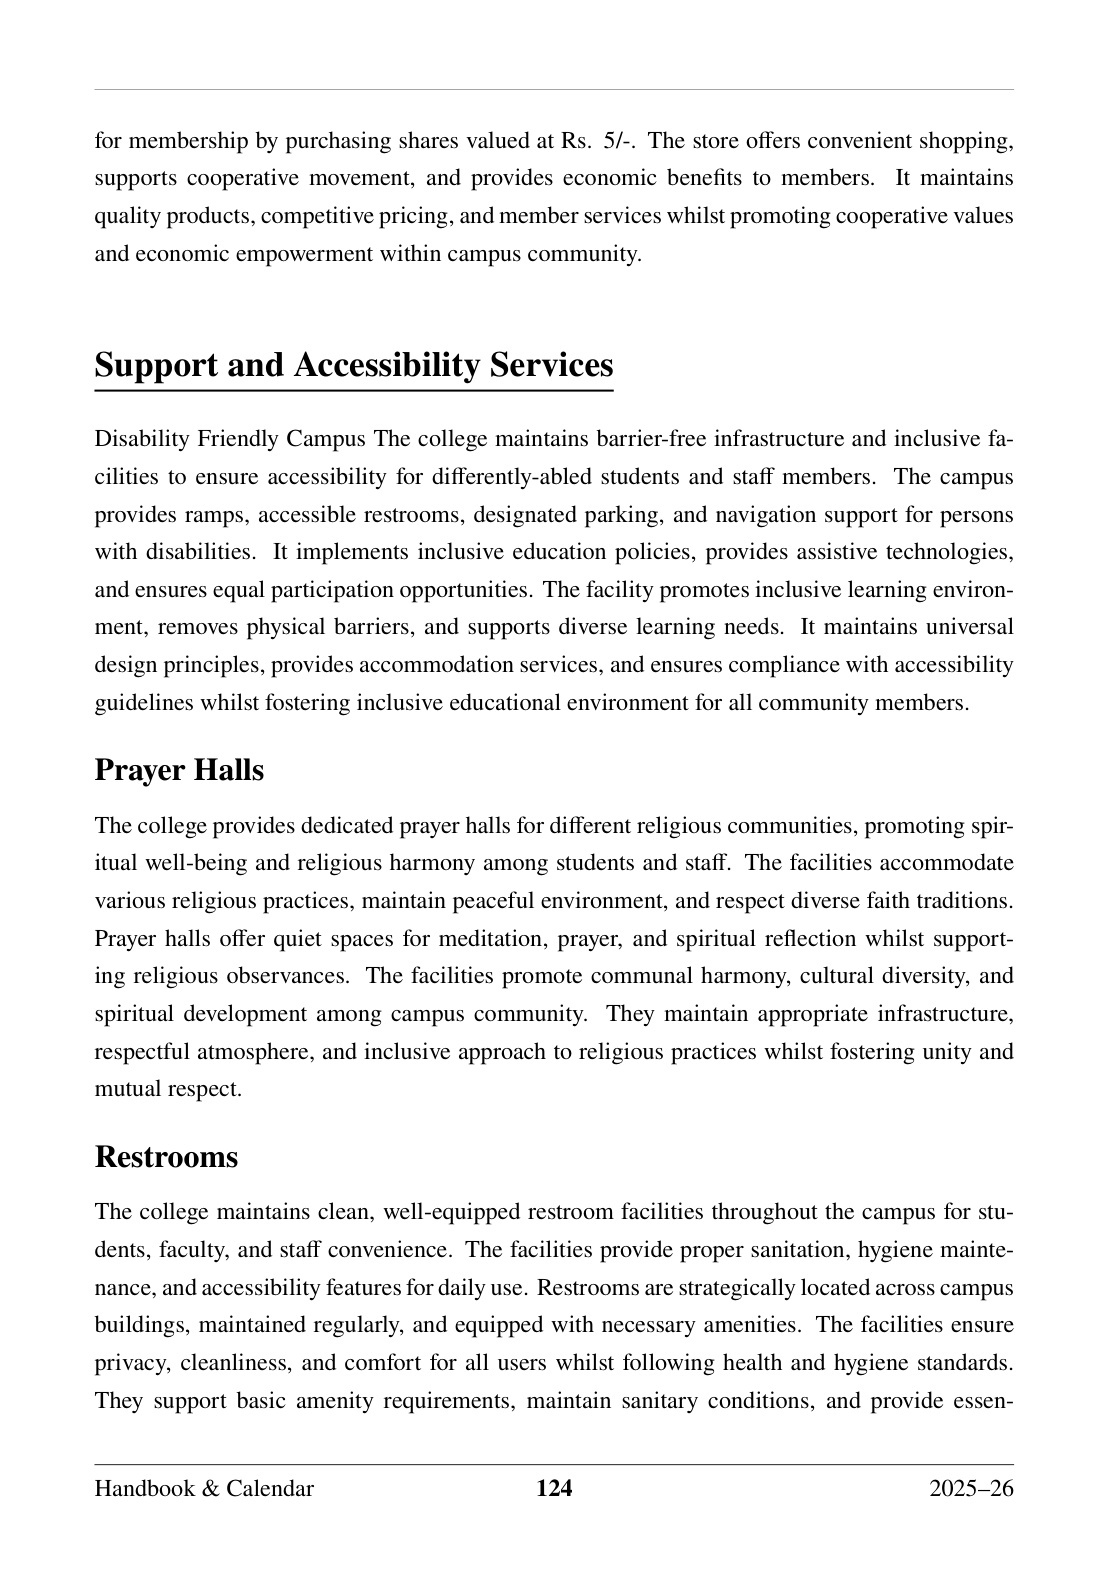 for membership by purchasing shares valued at Rs. 5/-. The store offers convenient shopping,
supports cooperative movement, and provides economic benefits to members. It maintains
quality products, competitive pricing, and member services whilst promoting cooperative values
and economic empowerment within campus community.
Support and Accessibility Services
Disability Friendly Campus The college maintains barrier-free infrastructure and inclusive fa-
cilities to ensure accessibility for differently-abled students and staff members. The campus
provides ramps, accessible restrooms, designated parking, and navigation support for persons
with disabilities. It implements inclusive education policies, provides assistive technologies,
and ensures equal participation opportunities. The facility promotes inclusive learning environ-
ment, removes physical barriers, and supports diverse learning needs. It maintains universal
design principles, provides accommodation services, and ensures compliance with accessibility
guidelines whilst fostering inclusive educational environment for all community members.
Prayer Halls
The college provides dedicated prayer halls for different religious communities, promoting spir-
itual well-being and religious harmony among students and staff. The facilities accommodate
various religious practices, maintain peaceful environment, and respect diverse faith traditions.
Prayer halls offer quiet spaces for meditation, prayer, and spiritual reflection whilst support-
ing religious observances. The facilities promote communal harmony, cultural diversity, and
spiritual development among campus community. They maintain appropriate infrastructure,
respectful atmosphere, and inclusive approach to religious practices whilst fostering unity and
mutual respect.
Restrooms
The college maintains clean, well-equipped restroom facilities throughout the campus for stu-
dents, faculty, and staff convenience. The facilities provide proper sanitation, hygiene mainte-
nance, and accessibility features for daily use. Restrooms are strategically located across campus
buildings, maintained regularly, and equipped with necessary amenities. The facilities ensure
privacy, cleanliness, and comfort for all users whilst following health and hygiene standards.
They support basic amenity requirements, maintain sanitary conditions, and provide essen-
Handbook & Calendar 124 2025–26